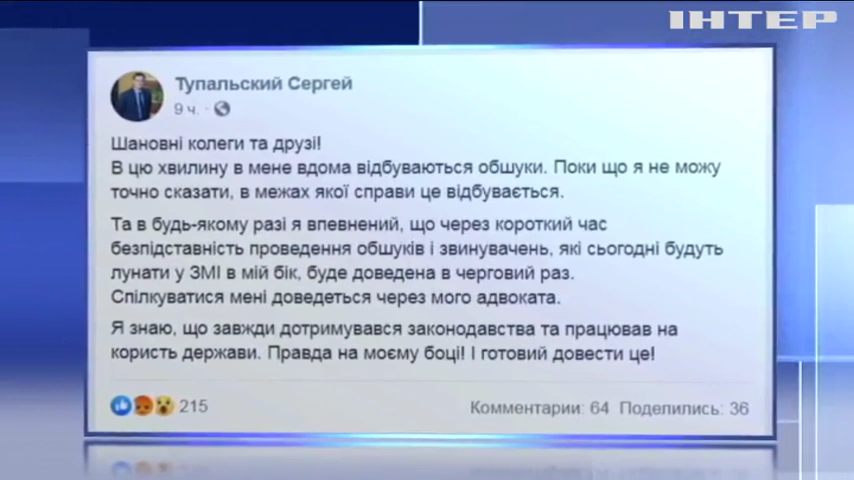 ІНТЕР
Тупальский Сергей
9 ч. ·
Шановні колеги та друзі!
В цю хвилину в мене вдома відбуваються обшуки. Поки що я не можу
точно сказати, в межах якої справи це відбувається.
Та в будь-якому разі я впевнений, що через короткий час
безпідставність проведення обшуків і звинувачень, які сьогодні будуть
лунати у ЗМІ в мій бік, буде доведена в черговий раз.
Спілкуватися мені доведеться через мого адвоката.
Я знаю, що завжди дотримувався законодавства та працював на
користь держави. Правда на моєму боці! І готовий довести це!
215
Комментарии: 64 Поделились: 36